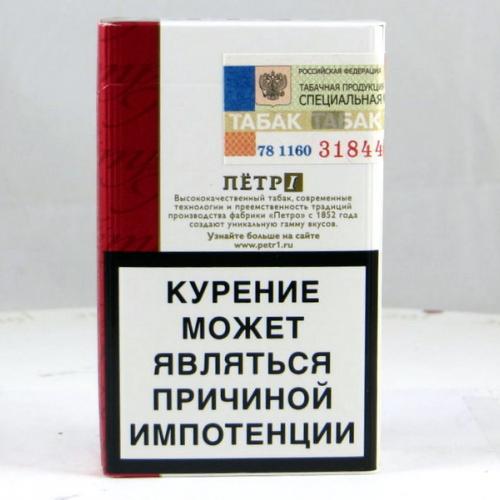 РОССИЙСКАЯ ФЕДЕРАЦИЯ
ТАБАЧНАЯ ПРОДУКЦИЯ
СПЕЦИАЛЬНАЯ
ТАБАК ТАБАК
78 1160 31844
ПЁТР I
Высококачественный табак, современные
технологии и преемственность традиций
производства фабрики «Петро» с 1852 года
создают уникальную гамму вкусов.
Узнайте больше на сайте
www.petr1.ru
КУРЕНИЕ
МОЖЕТ
ЯВЛЯТЬСЯ
ПРИЧИНОЙ
ИМПОТЕНЦИИ